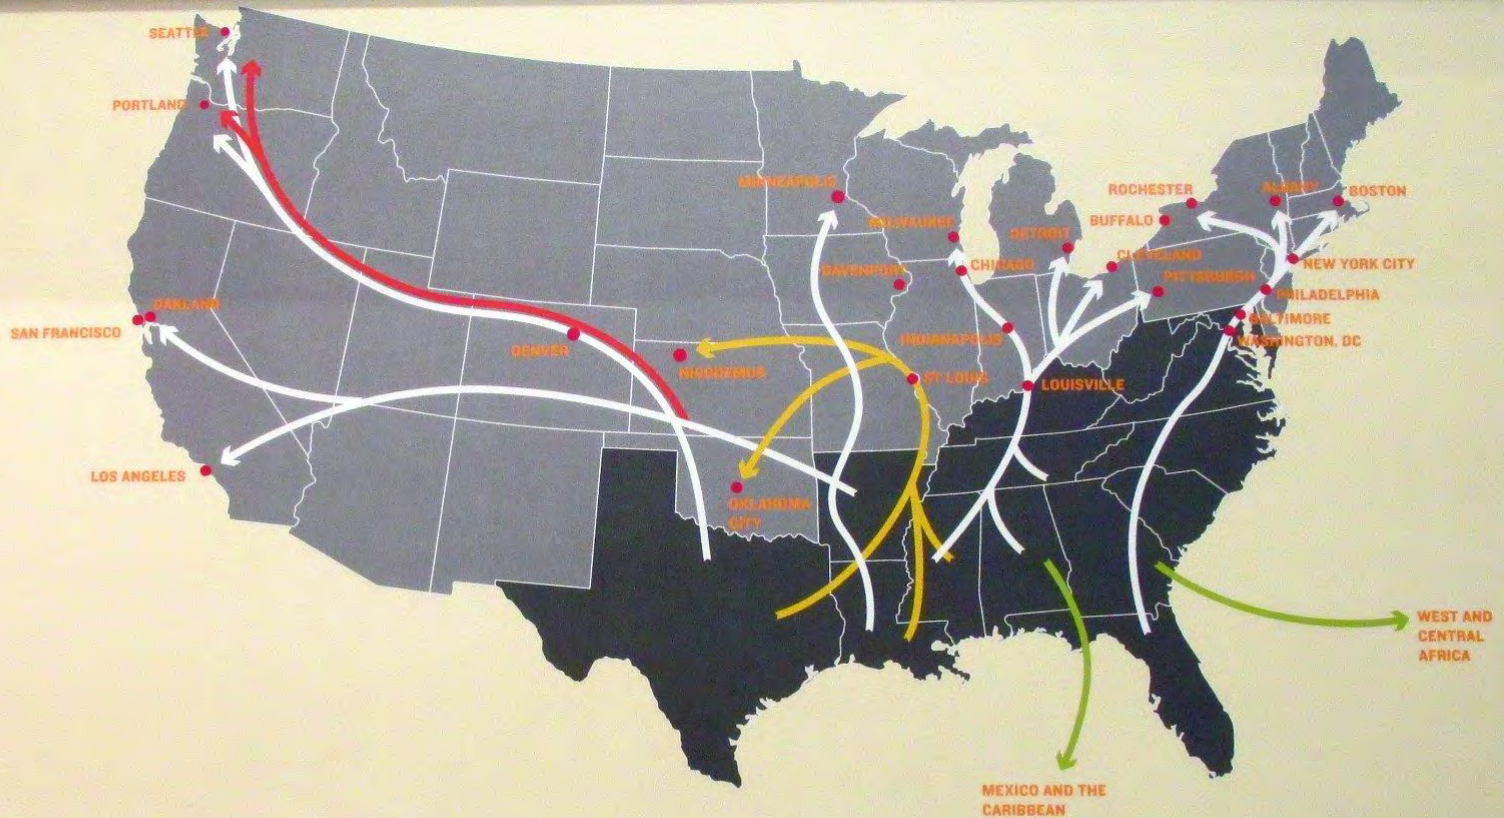 SEATTLE
PORTLAND
MINNEAPOLIS
ROCHESTER
ALBANY
BOSTON
BUFFALO
MILWAUKEE
DETROIT
CLEVELAND
NEW YORK CITY
DAVENPORT
CHICAGO
PITTSBURGH
PHILADELPHIA
OAKLAND
SAN FRANCISCO
BALTIMORE
WASHINGTON, DC
DENVER
INDIANAPOLIS
NICODEMUS
ST LOUIS
LOUISVILLE
LOS ANGELES
OKLAHOMA
CITY
WEST AND
CENTRAL
AFRICA
MEXICO AND THE
CARIBBEAN